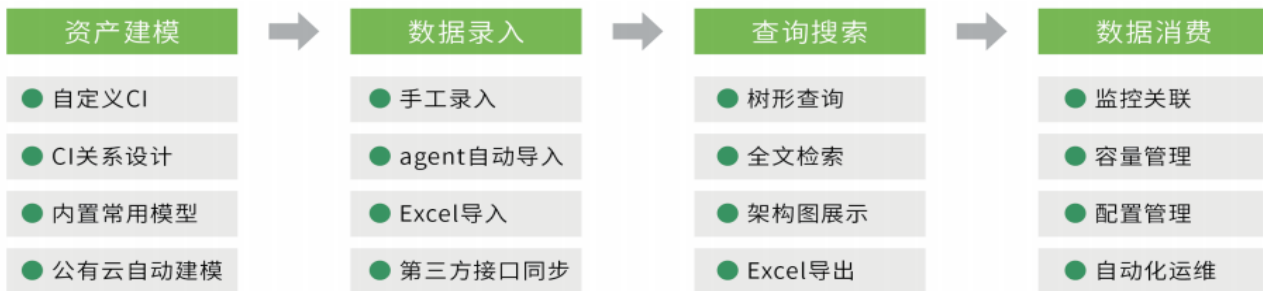 资产建模
自定义CI
CI关系设计
内置常用模型
公有云自动建模
数据录入
手工录入
agent自动导入
Excel导入
第三方接口同步
查询搜索
树形查询
全文检索
架构图展示
Excel导出
数据消费
监控关联
容量管理
配置管理
自动化运维